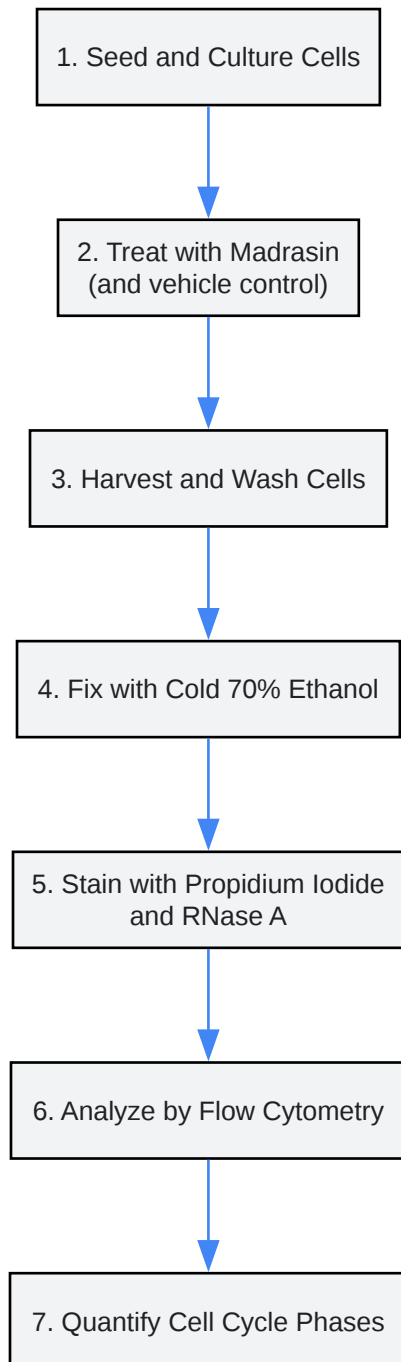 1. Seed and Culture Cells
2. Treat with Madrasin
(and vehicle control)
3. Harvest and Wash Cells
4. Fix with Cold 70% Ethanol
5. Stain with Propidium Iodide
and RNase A
6. Analyze by Flow Cytometry
7. Quantify Cell Cycle Phases